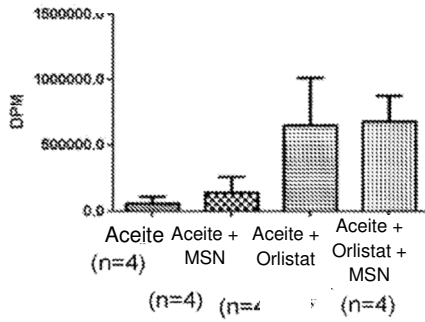 1500000.0
1000000.0
500000.0
0.0
DPM
Aceite
(n=4)
Aceite +
MSN
(n=4)
Aceite +
Orlistat
Aceite +
Orlistat +
MSN
(n=4)